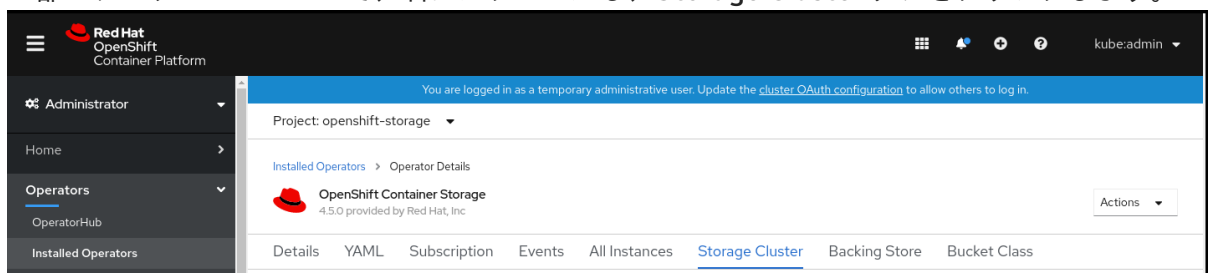 Red Hat
OpenShift
Container Platform
kube:admin
Administrator
You are logged in as a temporary administrative user. Update the cluster OAuth configuration to allow others to log in.
Project: openshift-storage
Home
Installed Operators > Operator Details
Operators
OpenShift Container Storage
4.5.0 provided by Red Hat, Inc
Actions
OperatorHub
Installed Operators
Details YAML Subscription Events All Instances Storage Cluster Backing Store Bucket Class